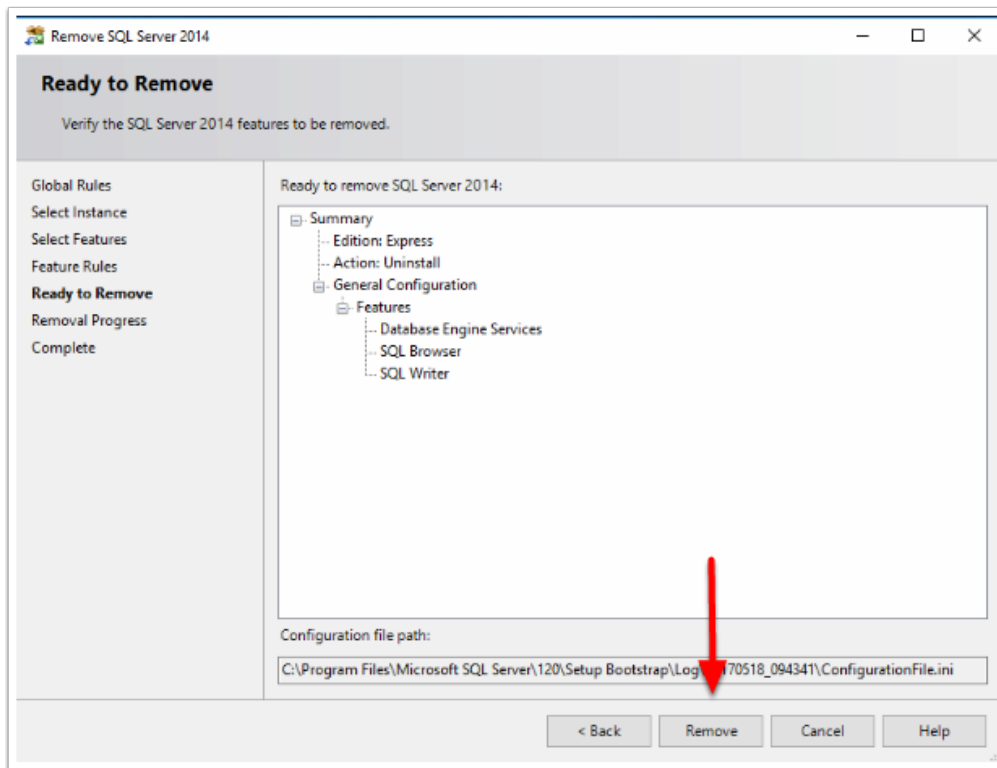 Remove SQL Server 2014
Ready to Remove
Verify the SQL Server 2014 features to be removed.
Global Rules
Select Instance
Select Features
Feature Rules
Ready to Remove
Removal Progress
Complete
Ready to remove SQL Server 2014:
Summary
Edition: Express
Action: Uninstall
General Configuration
Features
Database Engine Services
SQL Browser
SQL Writer
Configuration file path:
C:\Program Files\Microsoft SQL Server\120\Setup Bootstrap\Log 170518_094341\ConfigurationFile.ini
< Back
Remove
Cancel
Help